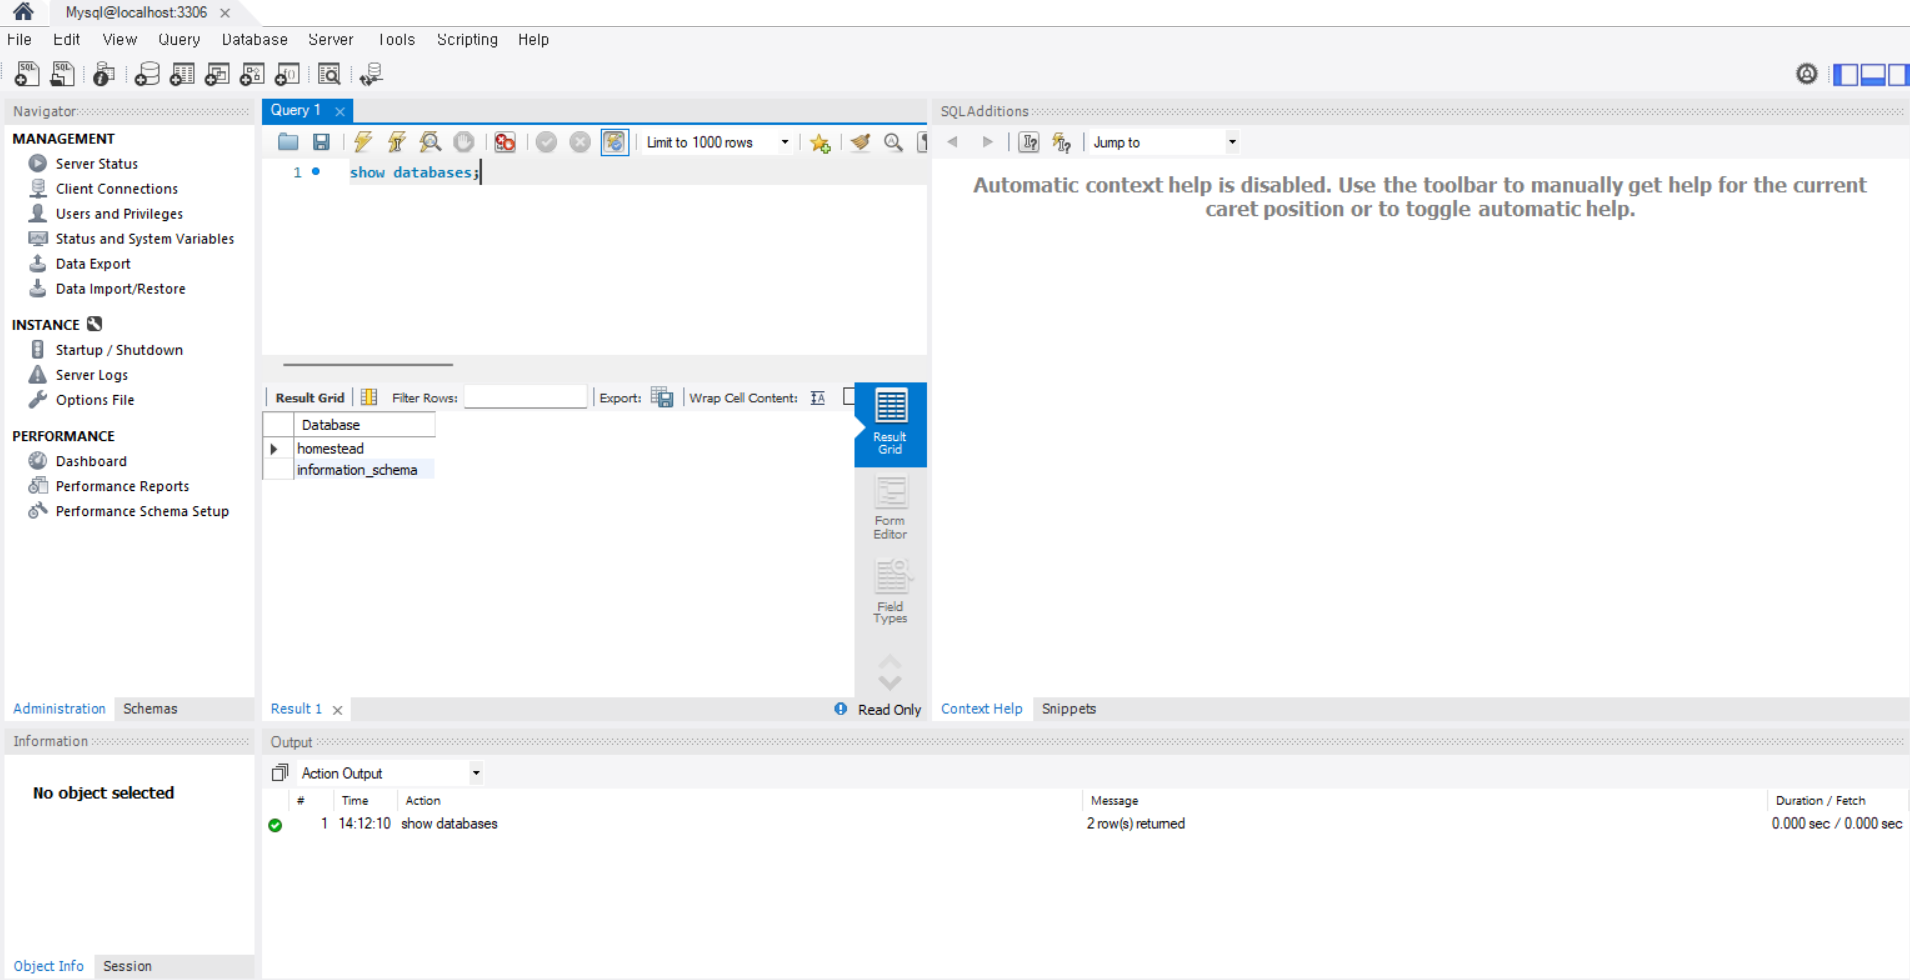 Mysql@localhost:3306
File Edit View Query Database Server Tools Scripting Help
Navigator
MANAGEMENT
Server Status
Client Connections
Users and Privileges
Status and System Variables
Data Export
Data Import/Restore
INSTANCE
Startup / Shutdown
Server Logs
Options File
PERFORMANCE
Dashboard
Performance Reports
Performance Schema Setup
Administration Schemas
Query 1
Limit to 1000 rows
1 show databases;
Result Grid Filter Rows: Export: Wrap Cell Content:
Database
homestead
information_schema
Result
Grid
Form
Editor
Field
Types
Result 1 Read Only
SQLAdditions
Jump to
Automatic context help is disabled. Use the toolbar to manually get help for the current
caret position or to toggle automatic help.
Context Help Snippets
Information
No object selected
Object Info Session
Output
Action Output
# Time Action Message Duration / Fetch
1 14:12:10 show databases 2 row(s) returned 0.000 sec / 0.000 sec